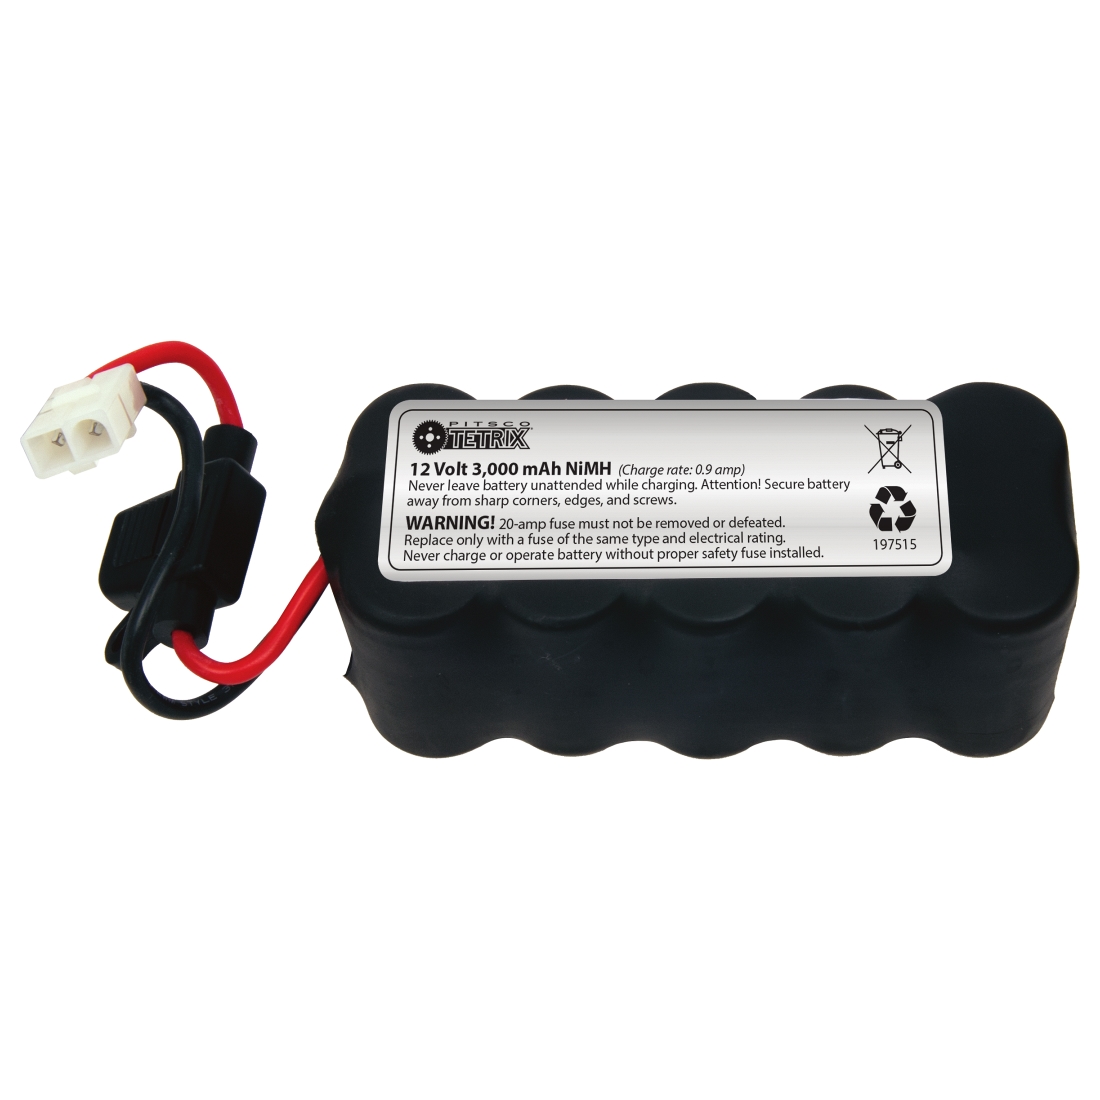 PITSCO
TETRIX
12 Volt 3,000 mAh NiMH (Charge rate: 0.9 amp)
Never leave battery unattended while charging. Attention! Secure battery
away from sharp corners, edges, and screws.
WARNING! 20-amp fuse must not be removed or defeated.
Replace only with a fuse of the same type and electrical rating.
Never charge or operate battery without proper safety fuse installed.
197515
STYLE